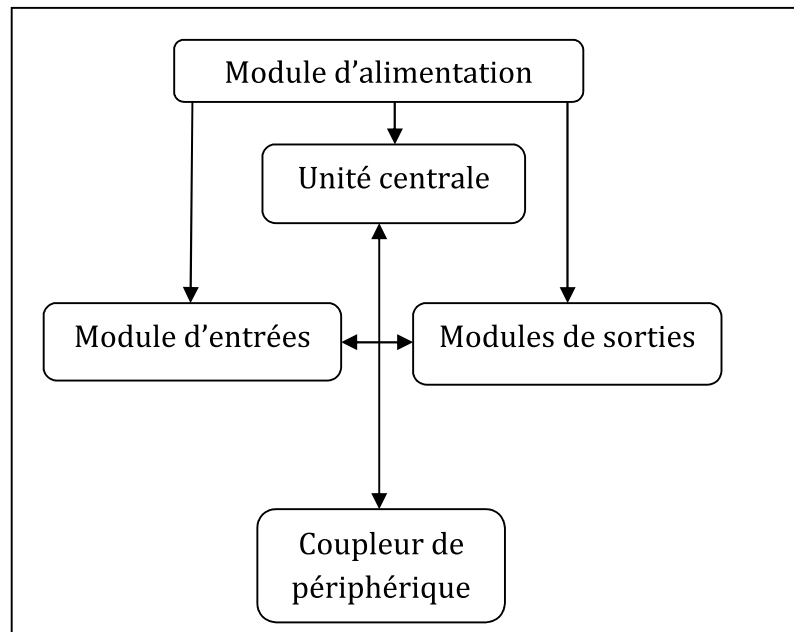 Module d’alimentation
Unité centrale
Module d’entrées
Modules de sorties
Coupleur de
périphérique